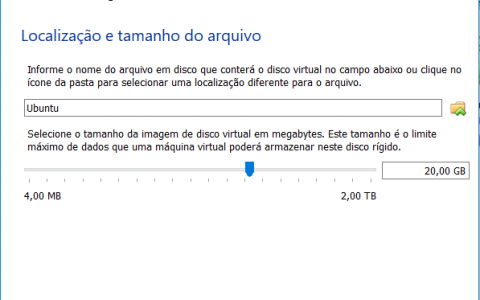 Localização e tamanho do arquivo
Informe o nome do arquivo em disco que conterá o disco virtual no campo abaixo ou clique no
ícone da pasta para selecionar uma localização diferente para o arquivo.
Ubuntu
Selecione o tamanho da imagem de disco virtual em megabytes. Este tamanho é o limite
máximo de dados que uma máquina virtual poderá armazenar neste disco rígido.
20,00 GB
4,00 MB
2,00 TB